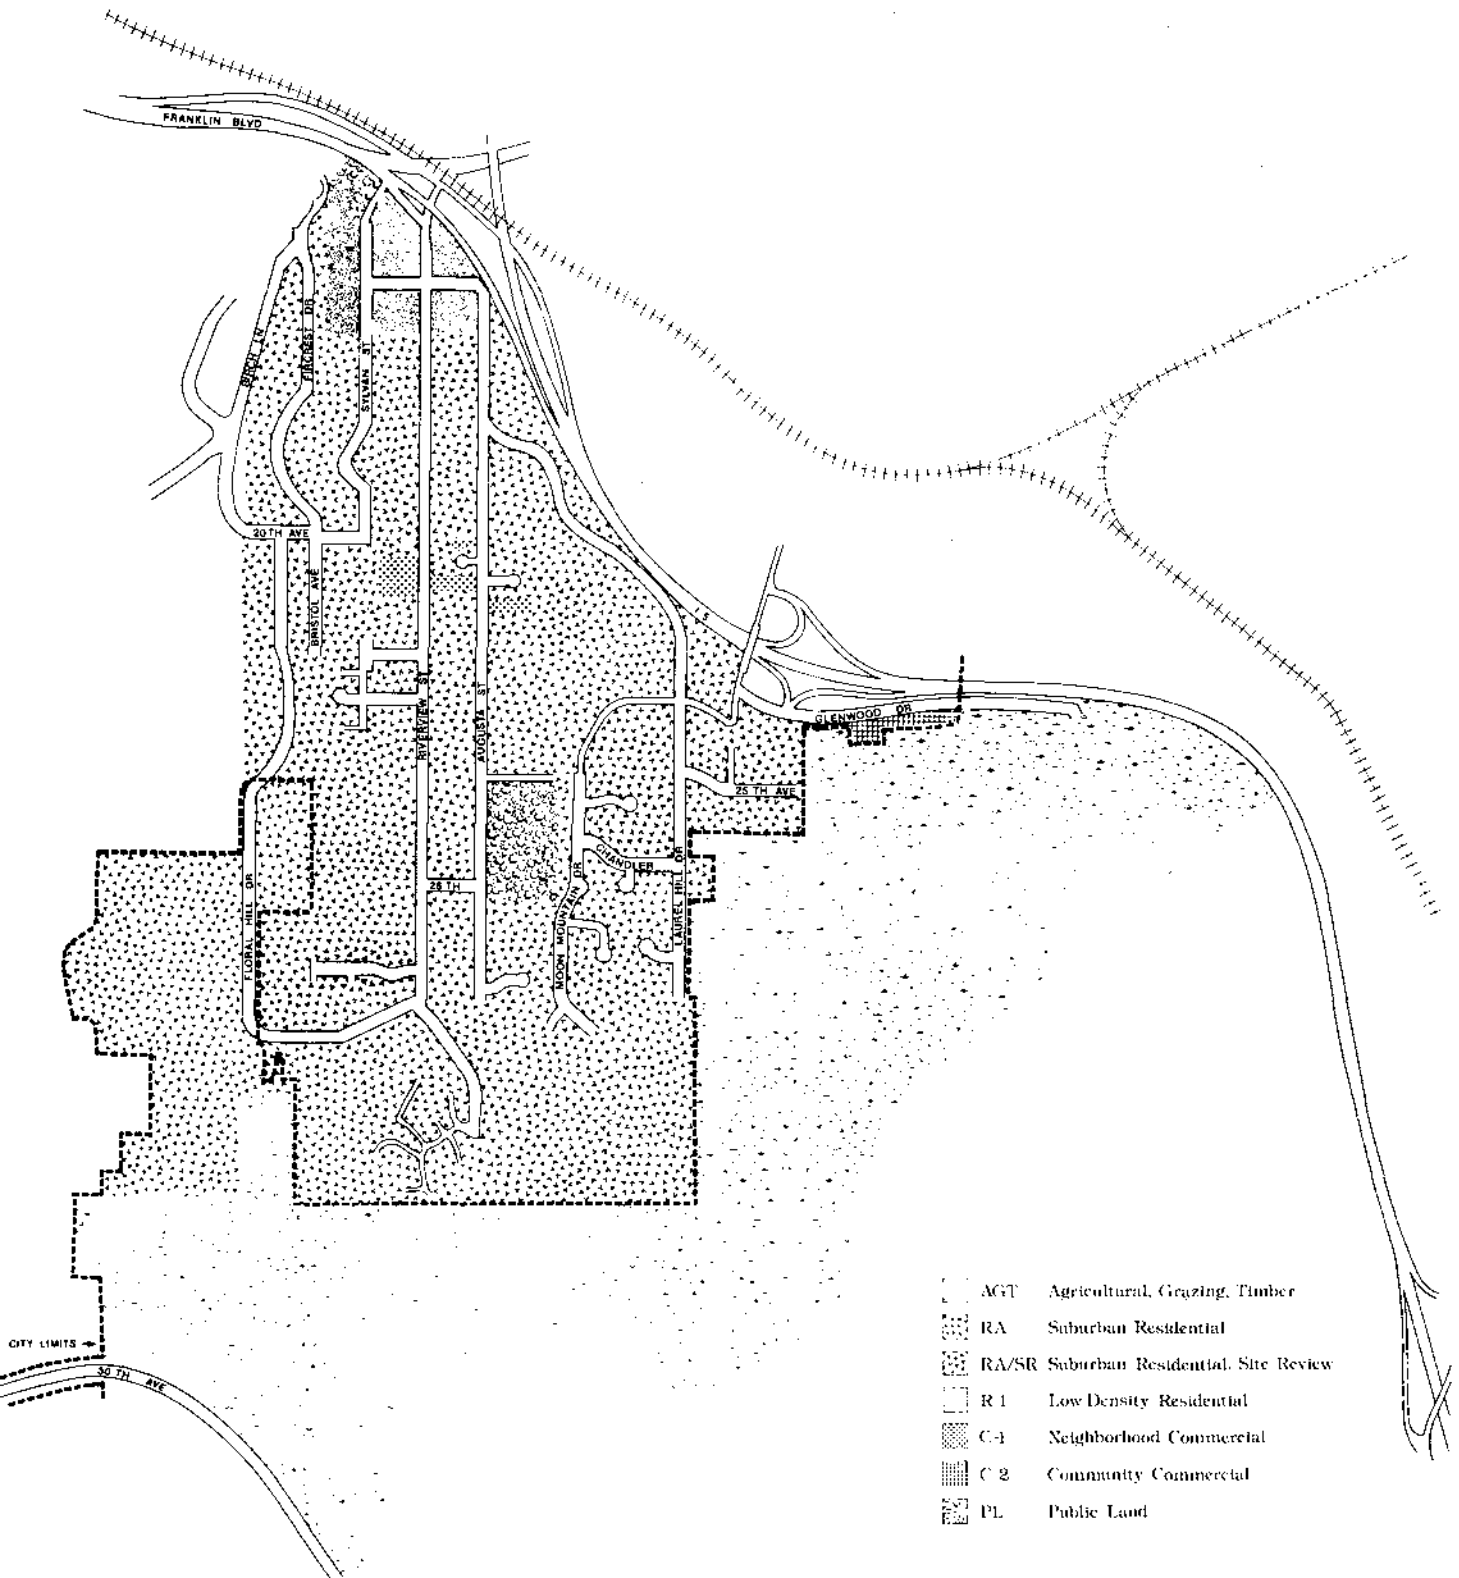 FRANKLIN BLVD
BIRCH LN
FIRCREST DR
SYLVAN ST
20TH AVE
BRISTOL AVE
I-5
RIVERVIEW ST
AUGUSTA ST
GLENWOOD DR
25TH AVE
CHANDLER
26TH
FLORAL HILL DR
MOON MOUNTAIN DR
LAUREL HILL DR
CITY LIMITS
30TH AVE
AGT Agricultural, Grazing, Timber
RA Suburban Residential
RA/SR Suburban Residential, Site Review
R-1 Low Density Residential
C-1 Neighborhood Commercial
C-2 Community Commercial
PL Public Land